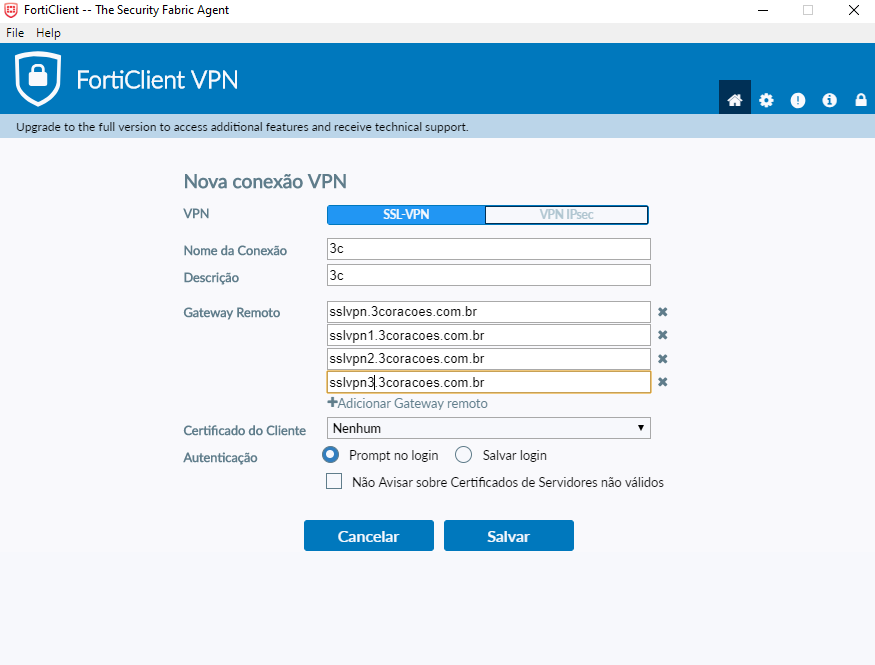 FortiClient -- The Security Fabric Agent
File Help
FortiClient VPN
Upgrade to the full version to access additional features and receive technical support.
Nova conexão VPN
VPN SSL-VPN VPN IPsec
Nome da Conexão 3c
Descrição 3c
Gateway Remoto sslvpn.3coracoes.com.br
sslvpn1.3coracoes.com.br
sslvpn2.3coracoes.com.br
sslvpn3.3coracoes.com.br
+Adicionar Gateway remoto
Certificado do Cliente Nenhum
Autenticação Prompt no login Salvar login
Não Avisar sobre Certificados de Servidores não válidos
Cancelar Salvar